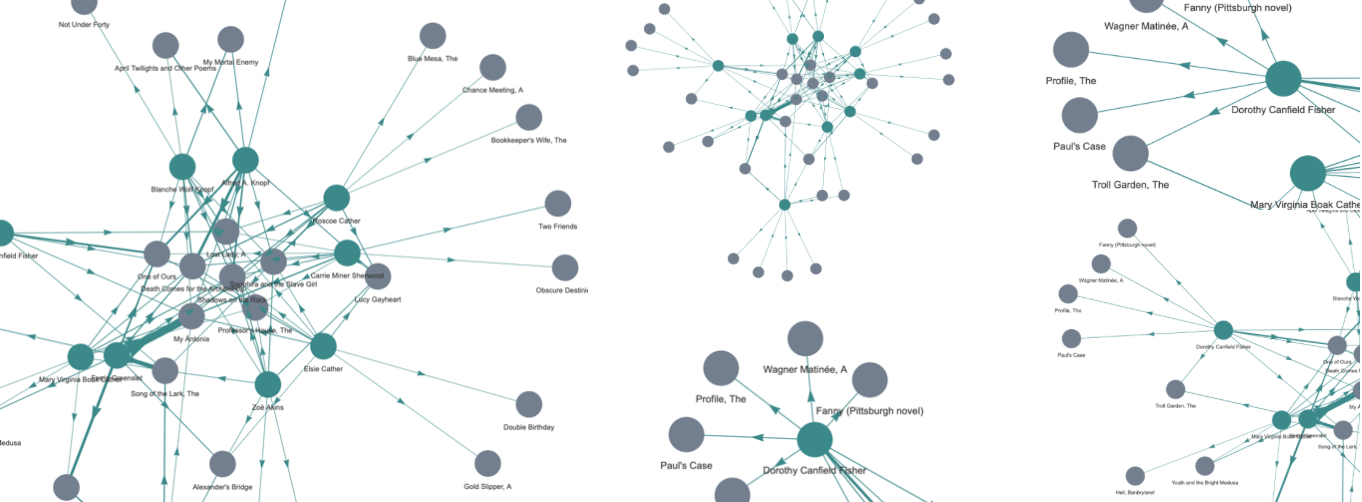 Not Under Forty
April Twilights and Other Poems
My Mortal Enemy
Blue Mesa, The
Chance Meeting, A
Bookkeeper's Wife, The
Blanche Wolf Knopf
Alfred A. Knopf
Roscoe Cather
Two Friends
nfield Fisher
Lost Lady, A
One of Ours
Carrie Miner Sherwood
Death Comes for the
Sapphira and the Slave Girl
Obscure Destini
Shadows on the Rock
Lucy Gayheart
Professor's House, The
My Ántonia
Elsie Cather
Mary Virginia Boak Cather
Greenslet
Song of the Lark, The
Zoë Akins
Double Birthday
Medusa
Alexander's Bridge
Gold Slipper, A
Wagner Matinée, A
Profile, The
Fanny (Pittsburgh novel)
Paul's Case
Dorothy Canfield Fisher
Fanny (Pittsburgh novel)
Wagner Matinée, A
Profile, The
Dorothy Canfield Fisher
Paul's Case
Troll Garden, The
Mary Virginia Boak Cathe
Fanny (Pittsburgh novel)
Wagner Matinée, A
Profile, The
Blanche Wo
Dorothy Canfield Fisher
Paul's Case
One of Ours
Death Comes f
Troll Garden, The
My Á
Mary Virginia Boak Cather
Song of the Lark,
Youth and the Bright Medusa